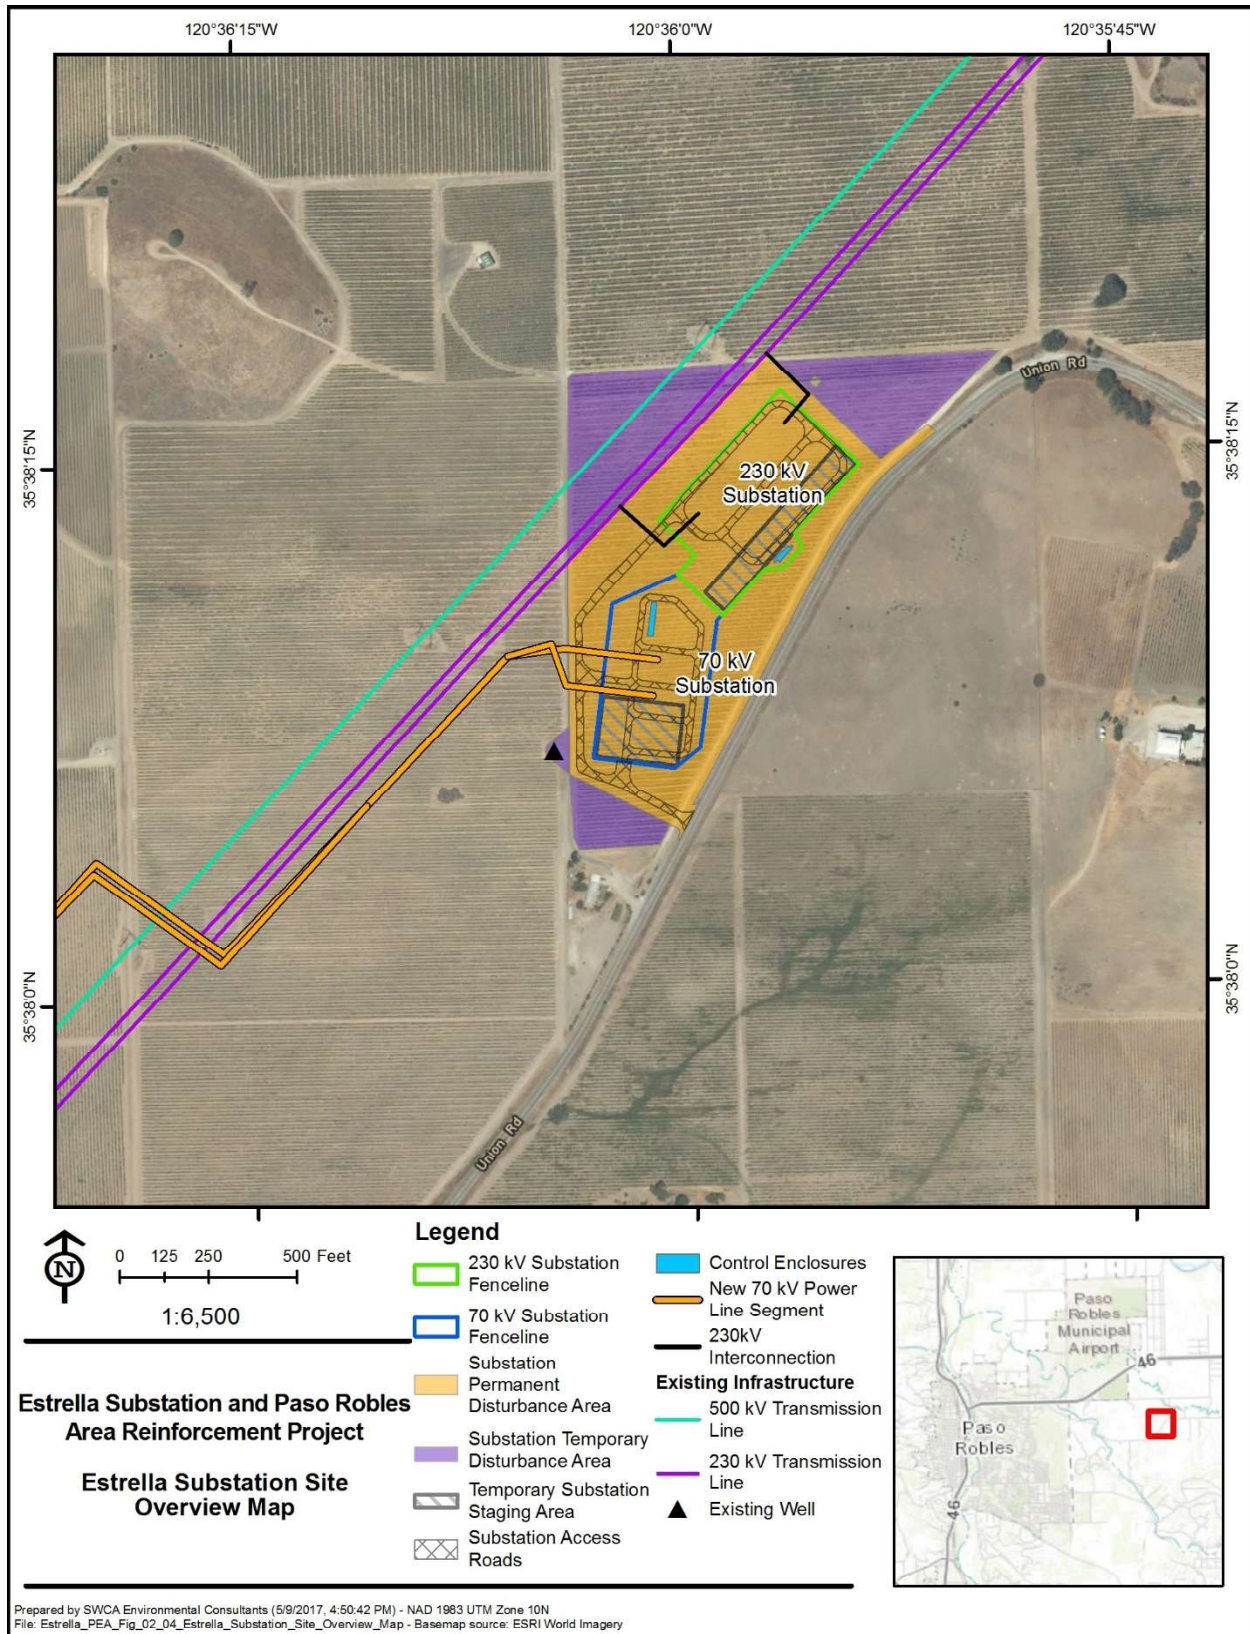 120°36'15"W
120°36'0"W
120°35'45"W
35°38'15"N
35°38'15"N
Union Rd
230 kV
Substation
70 kV
Substation
35°38'0"N
35°38'0"N
Union Rd
N
0 125 250 500 Feet
1:6,500
Estrella Substation and Paso Robles
Area Reinforcement Project
Estrella Substation Site
Overview Map
Legend
230 kV Substation
Fenceline
70 kV Substation
Fenceline
Substation
Permanent
Disturbance Area
Substation Temporary
Disturbance Area
Temporary Substation
Staging Area
Substation Access
Roads
Control Enclosures
New 70 kV Power
Line Segment
230kV
Interconnection
Existing Infrastructure
500 kV Transmission
Line
230 kV Transmission
Line
Existing Well
Paso
Robles
Municipal
Airport
46
Paso
Robles
46
Prepared by SWCA Environmental Consultants (5/9/2017, 4:50:42 PM) - NAD 1983 UTM Zone 10N
File: Estrella_PEA_Fig_02_04_Estrella_Substation_Site_Overview_Map - Basemap source: ESRI World Imagery